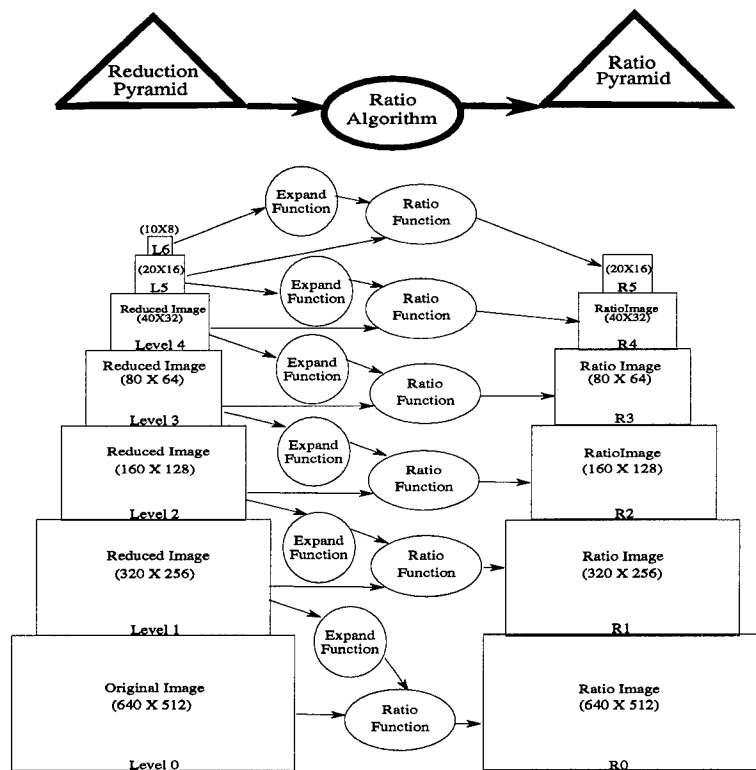 Reduction
Pyramid
Ratio
Algorithm
Ratio
Pyramid
(10X8)
L6
Expand
Function
Ratio
Function
(20X16)
L5
Expand
Function
Ratio
Function
(20X16)
R5
Reduced Image
(40X32)
Level 4
Expand
Function
Ratio
Function
RatioImage
(40X32)
R4
Reduced Image
(80 X 64)
Level 3
Expand
Function
Ratio
Function
Ratio Image
(80 X 64)
R3
Reduced Image
(160 X 128)
Level 2
Expand
Function
Ratio
Function
RatioImage
(160 X 128)
R2
Reduced Image
(320 X 256)
Level 1
Expand
Function
Ratio
Function
Ratio Image
(320 X 256)
R1
Original Image
(640 X 512)
Level 0
Ratio Image
(640 X 512)
R0